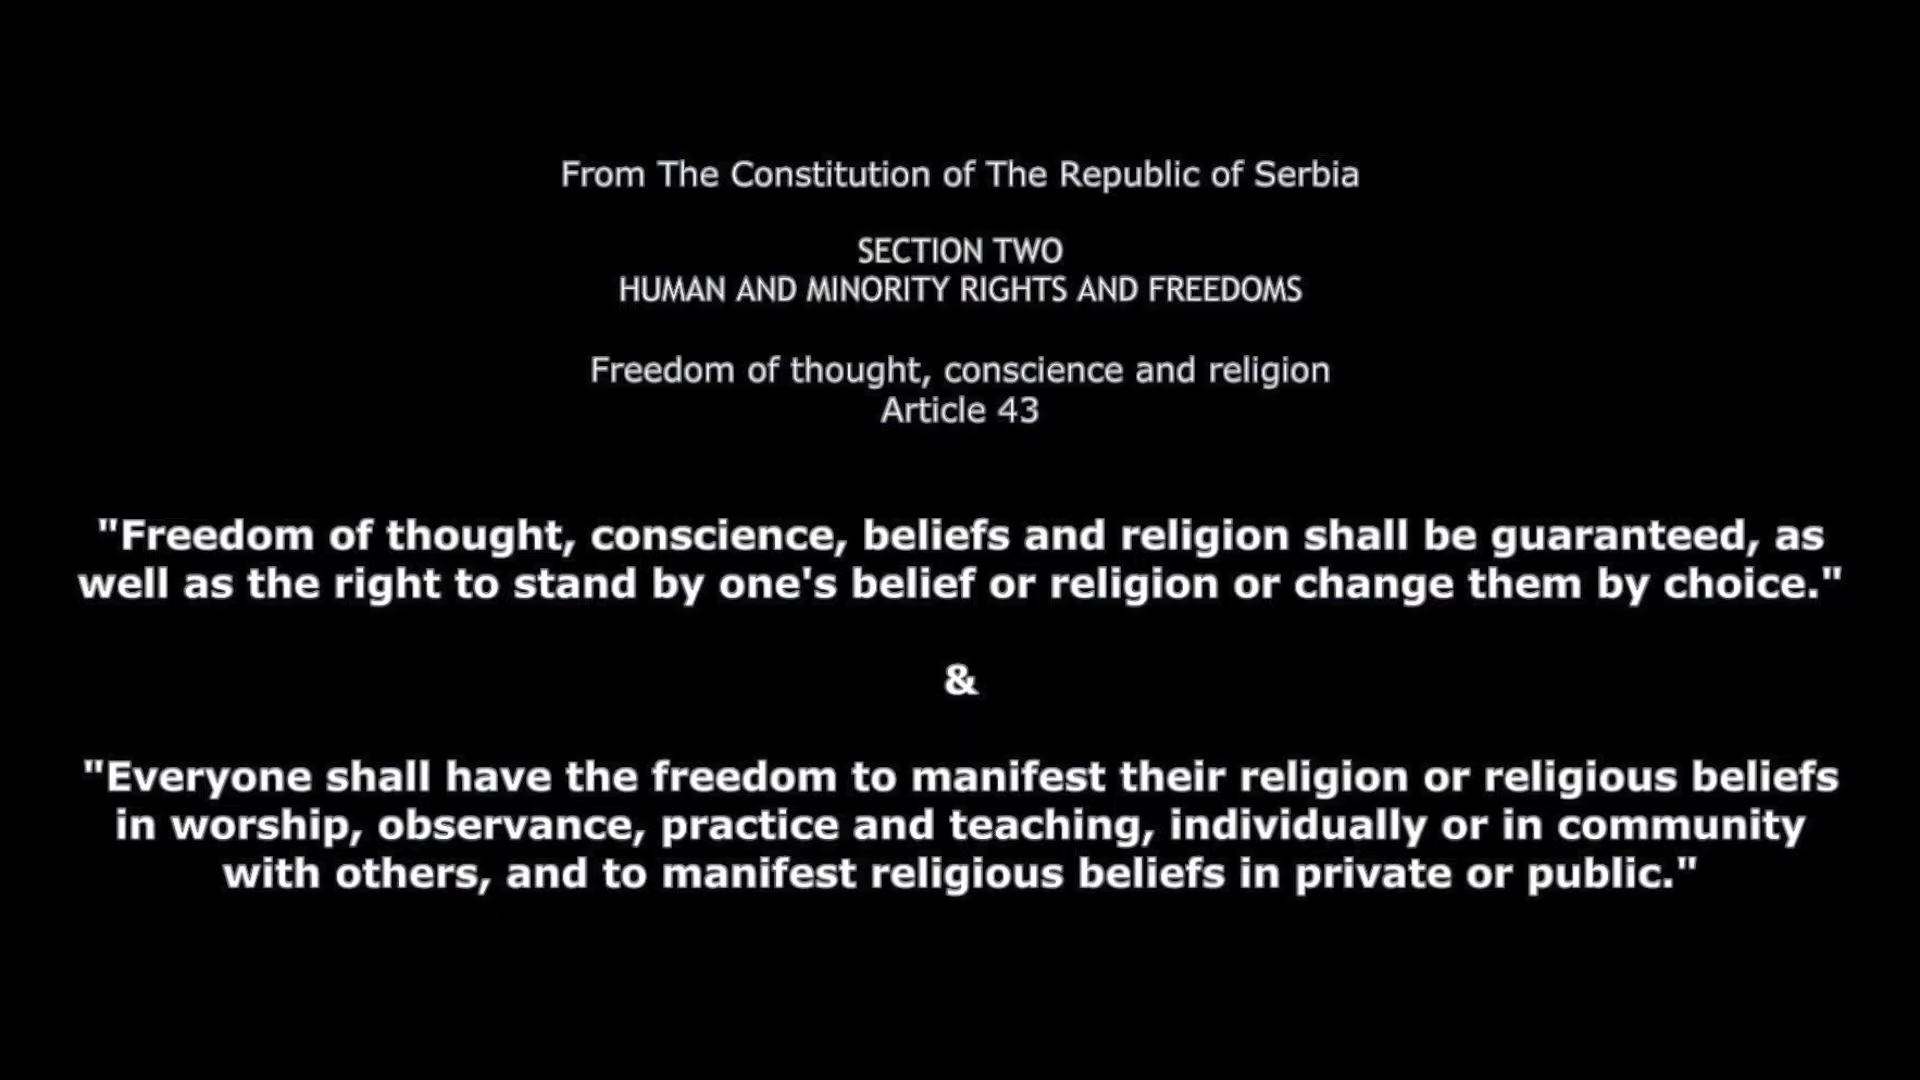 From The Constitution of The Republic of Serbia
SECTION TWO
HUMAN AND MINORITY RIGHTS AND FREEDOMS
Freedom of thought, conscience and religion
Article 43
"Freedom of thought, conscience, beliefs and religion shall be guaranteed, as
well as the right to stand by one's belief or religion or change them by choice."
&
"Everyone shall have the freedom to manifest their religion or religious beliefs
in worship, observance, practice and teaching, individually or in community
with others, and to manifest religious beliefs in private or public."